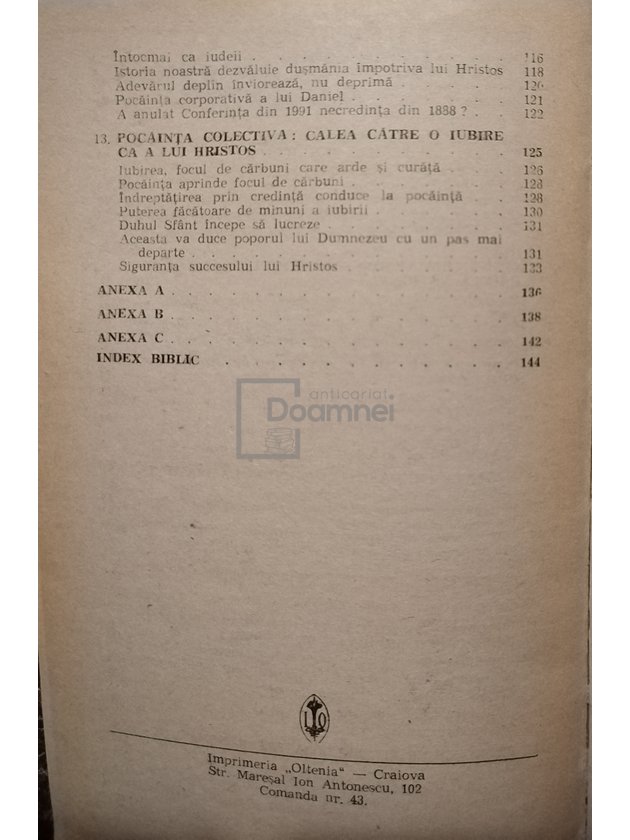 Întocmai ca iudeii . . . . . . . . . . . 116
Istoria noastră dezvăluie dușmănia împotriva lui Hristos 118
Adevărul deplin înviorează, nu deprimă . . . . . 120
Pocăința corporativă a lui Daniel . . . . . . . 121
A anulat Conferința din 1991 necredința din 1888 ? . . 122
13. POCĂINȚA COLECTIVA : CALEA CĂTRE O IUBIRE
CA A LUI HRISTOS . . . . . . . . . . . 125
Iubirea, focul de cărbuni care arde și curăță . . . 126
Pocăința aprinde focul de cărbuni . . . . . . . 128
Îndreptățirea prin credință conduce la pocăință . . 128
Puterea făcătoare de minuni a iubirii . . . . . . 130
Duhul Sfânt începe să lucreze . . . . . . . . 131
Aceasta va duce poporul lui Dumnezeu cu un pas mai
departe . . . . . . . . . . . . . . 131
Siguranța succesului lui Hristos . . . . . . . 133
ANEXA A . . . . . . . . . . . . . . 136
ANEXA B . . . . . . . . . . . . . . 138
ANEXA C . . . . . . . . . . . . . . 142
INDEX BIBLIC . . . . . . . . . . . . 144
anticariat
Doamnei
Imprimeria „Oltenia“ — Craiova
Str. Mareșal Ion Antonescu, 102
Comanda nr. 43.